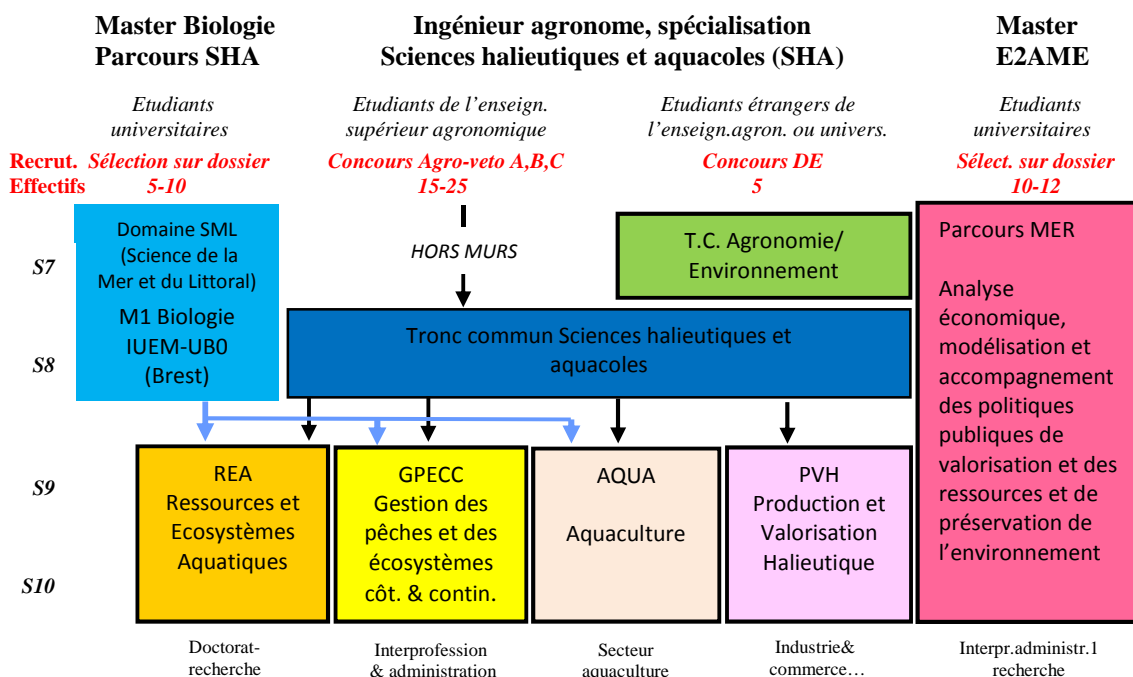 Master Biologie
Parcours SHA
Ingénieur agronome, spécialisation
Sciences halieutiques et aquacoles (SHA)
Master
E2AME
Etudiants
universitaires
Etudiants de l'enseign.
supérieur agronomique
Etudiants étrangers de
l'enseign.agron. ou univers.
Etudiants
universitaires
Recrut. Sélection sur dossier
Concours Agro-veto A,B,C
Concours DE
Sélect. sur dossier
Effectifs 5-10
15-25
5
10-12
S7
Domaine SML
(Science de la
Mer et du Littoral)
M1 Biologie
IUEM-UB0
(Brest)
HORS MURS
T.C. Agronomie/
Environnement
Parcours MER
Analyse
économique,
modélisation et
accompagnement
des politiques
publiques de
valorisation et des
ressources et de
préservation de
l'environnement
S8
Tronc commun Sciences halieutiques et
aquacoles
S9
REA
Ressources et
Ecosystèmes
Aquatiques
GPECC
Gestion des
pêches et des
écosystèmes
côt. & contin.
AQUA
Aquaculture
PVH
Production et
Valorisation
Halieutique
S10
Doctorat-
recherche
Interprofession
& administration
Secteur
aquaculture
Industrie&
commerce…
Interpr.administr.1
recherche